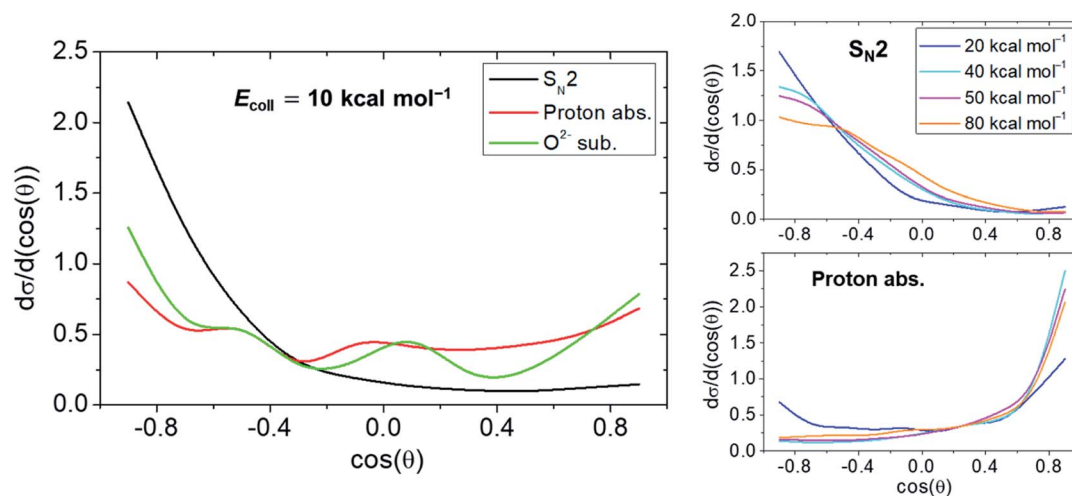 2.5
2.0
1.5
1.0
0.5
0.0
dσ/d(cos(θ))
E_coll = 10 kcal mol⁻¹
S_N2
Proton abs.
O²⁻ sub.
-0.8
-0.4
0.0
0.4
0.8
cos(θ)
2.0
1.5
1.0
0.5
0.0
dσ/d(cos(θ))
S_N2
20 kcal mol⁻¹
40 kcal mol⁻¹
50 kcal mol⁻¹
80 kcal mol⁻¹
-0.8
-0.4
0.0
0.4
0.8
2.5
2.0
1.5
1.0
0.5
0.0
dσ/d(cos(θ))
Proton abs.
-0.8
-0.4
0.0
0.4
0.8
cos(θ)